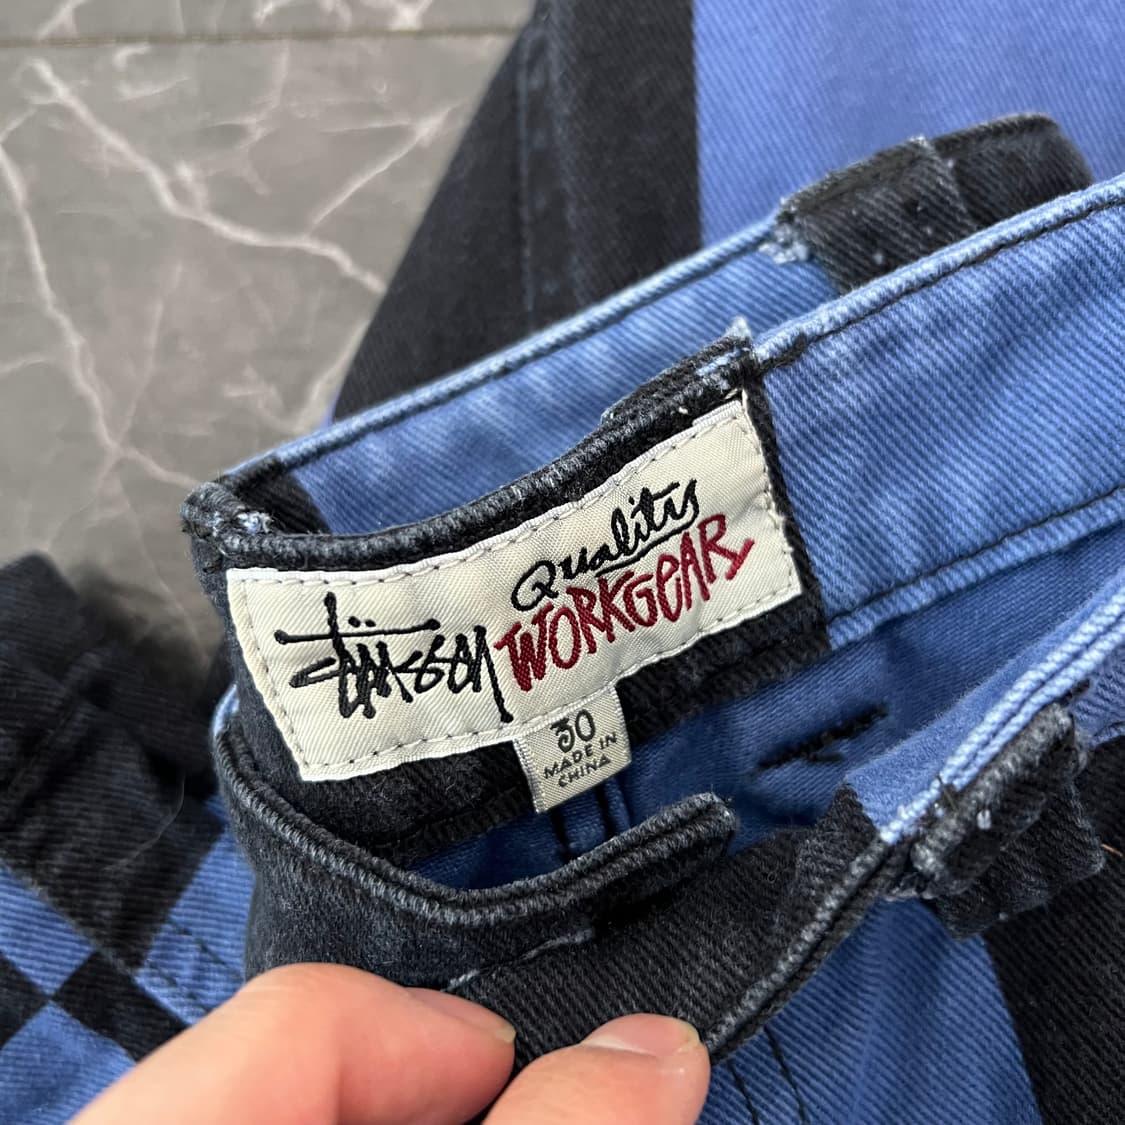 Stüssy
Quality
WORKGEAR
30
MADE IN
CHINA